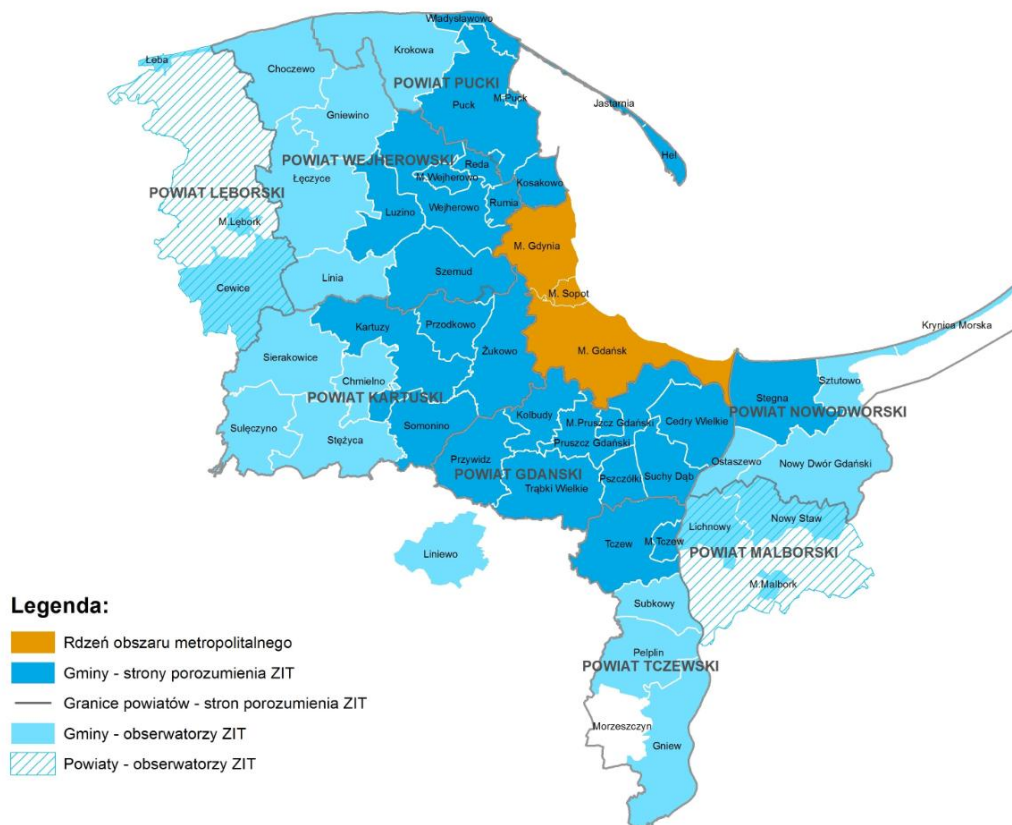 Władysławowo
Krokowa
Łeba
Choczewo
POWIAT PUCKI
M.Puck
Puck
Jastarnia
Gniewino
Hel
POWIAT WEJHEROWSKI
Reda
M.Wejherowo
Kosakowo
Łęczyce
POWIAT LĘBORSKI
Rumia
Wejherowo
Luzino
M.Lębork
M. Gdynia
Szemud
Linia
Cewice
M. Sopot
Krynica Morska
Przodkowo
Kartuzy
M. Gdańsk
Żukowo
Sierakowice
Chmielno
Sztutowo
Stegna
POWIAT KARTUSKI
POWIAT NOWODWORSKI
Kolbudy
M.Pruszcz Gdański
Cedry Wielkie
Sulęczyno
Somonino
Stężyca
Pruszcz Gdański
Ostaszewo
Nowy Dwór Gdański
Przywidz
POWIAT GDAŃSKI
Pszczółki
Suchy Dąb
Trąbki Wielkie
Nowy Staw
Lichnowy
Tczew
M.Tczew
POWIAT MALBORSKI
Liniewo
M.Malbork
Subkowy
Pelplin
POWIAT TCZEWSKI
Morzeszczyn
Gniew
Legenda:
Rdzeń obszaru metropolitalnego
Gminy - strony porozumienia ZIT
Granice powiatów - stron porozumienia ZIT
Gminy - obserwatorzy ZIT
Powiaty - obserwatorzy ZIT